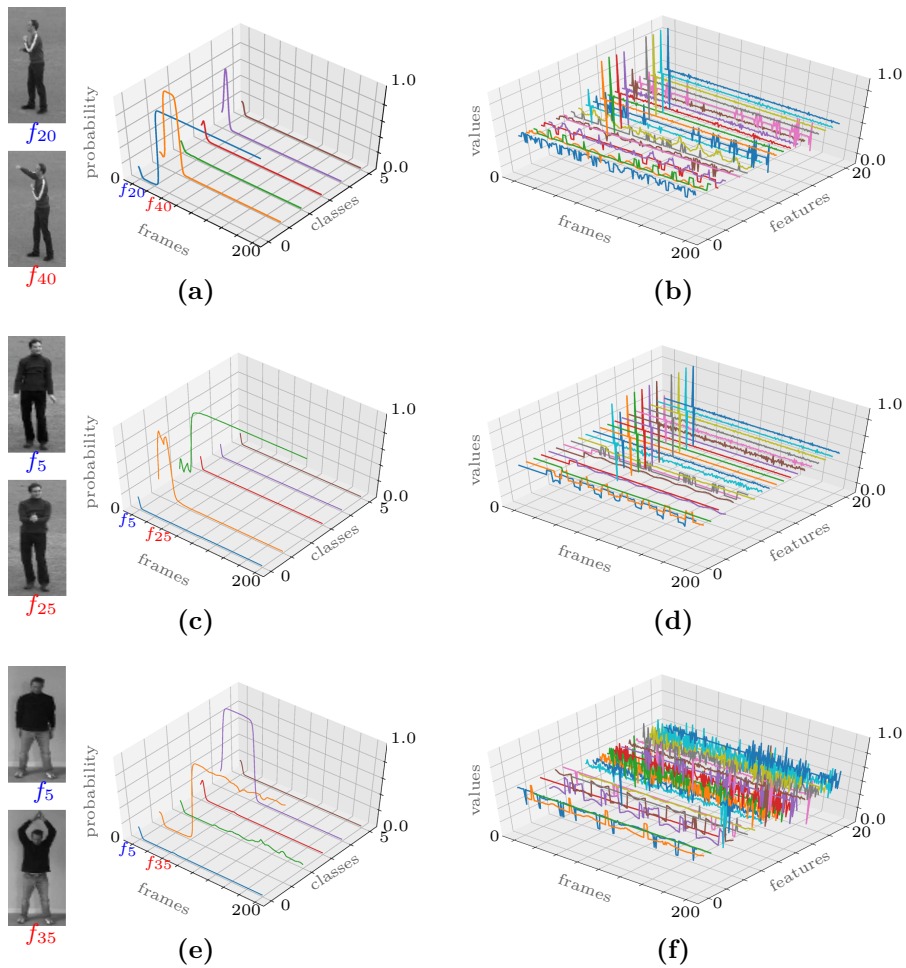 f20
f40
probability
1.0
0.0
5
0
f20
f40
frames
200
0
classes
(a)
values
1.0
0.0
20
0
frames
200
0
features
(b)
f5
f25
probability
1.0
0.0
5
0
f5
f25
frames
200
0
classes
(c)
values
1.0
0.0
20
0
frames
200
0
features
(d)
f5
f35
probability
1.0
0.0
5
0
f5
f35
frames
200
0
classes
(e)
values
1.0
0.0
20
0
frames
200
0
features
(f)